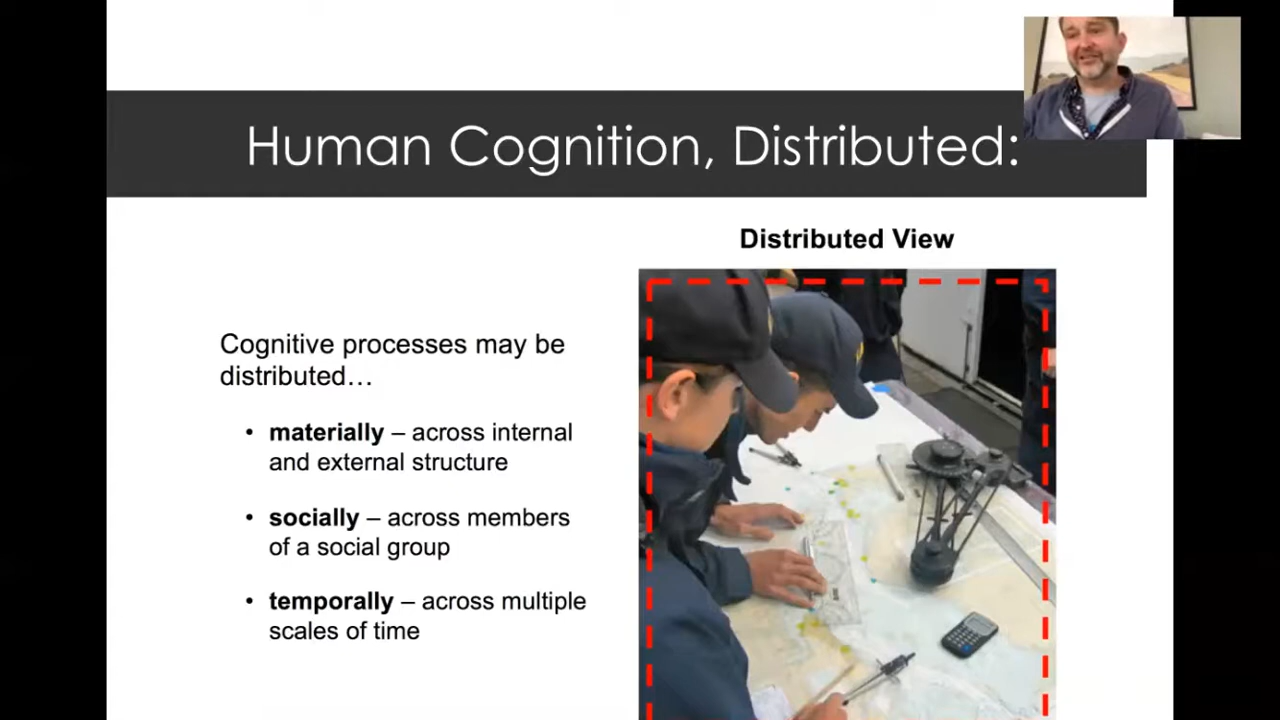 Human Cognition, Distributed:
Distributed View
Cognitive processes may be
distributed…
• materially – across internal
and external structure
• socially – across members
of a social group
• temporally – across multiple
scales of time